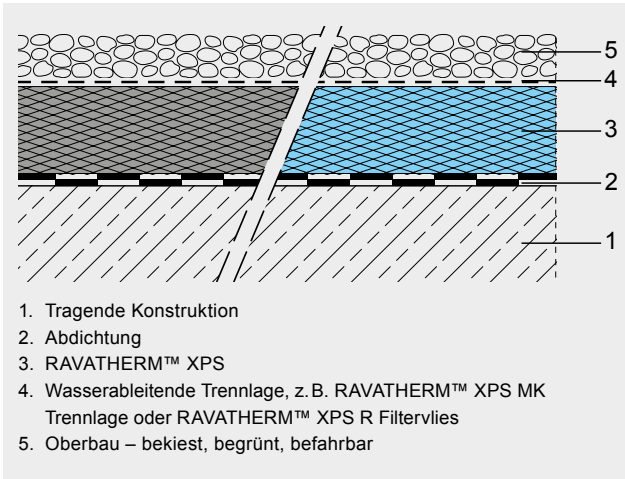 5
4
3
2
1
1. Tragende Konstruktion
2. Abdichtung
3. RAVATHERM™ XPS
4. Wasserableitende Trennlage, z. B. RAVATHERM™ XPS MK
Trennlage oder RAVATHERM™ XPS R Filtervlies
5. Oberbau – bekiest, begrünt, befahrbar